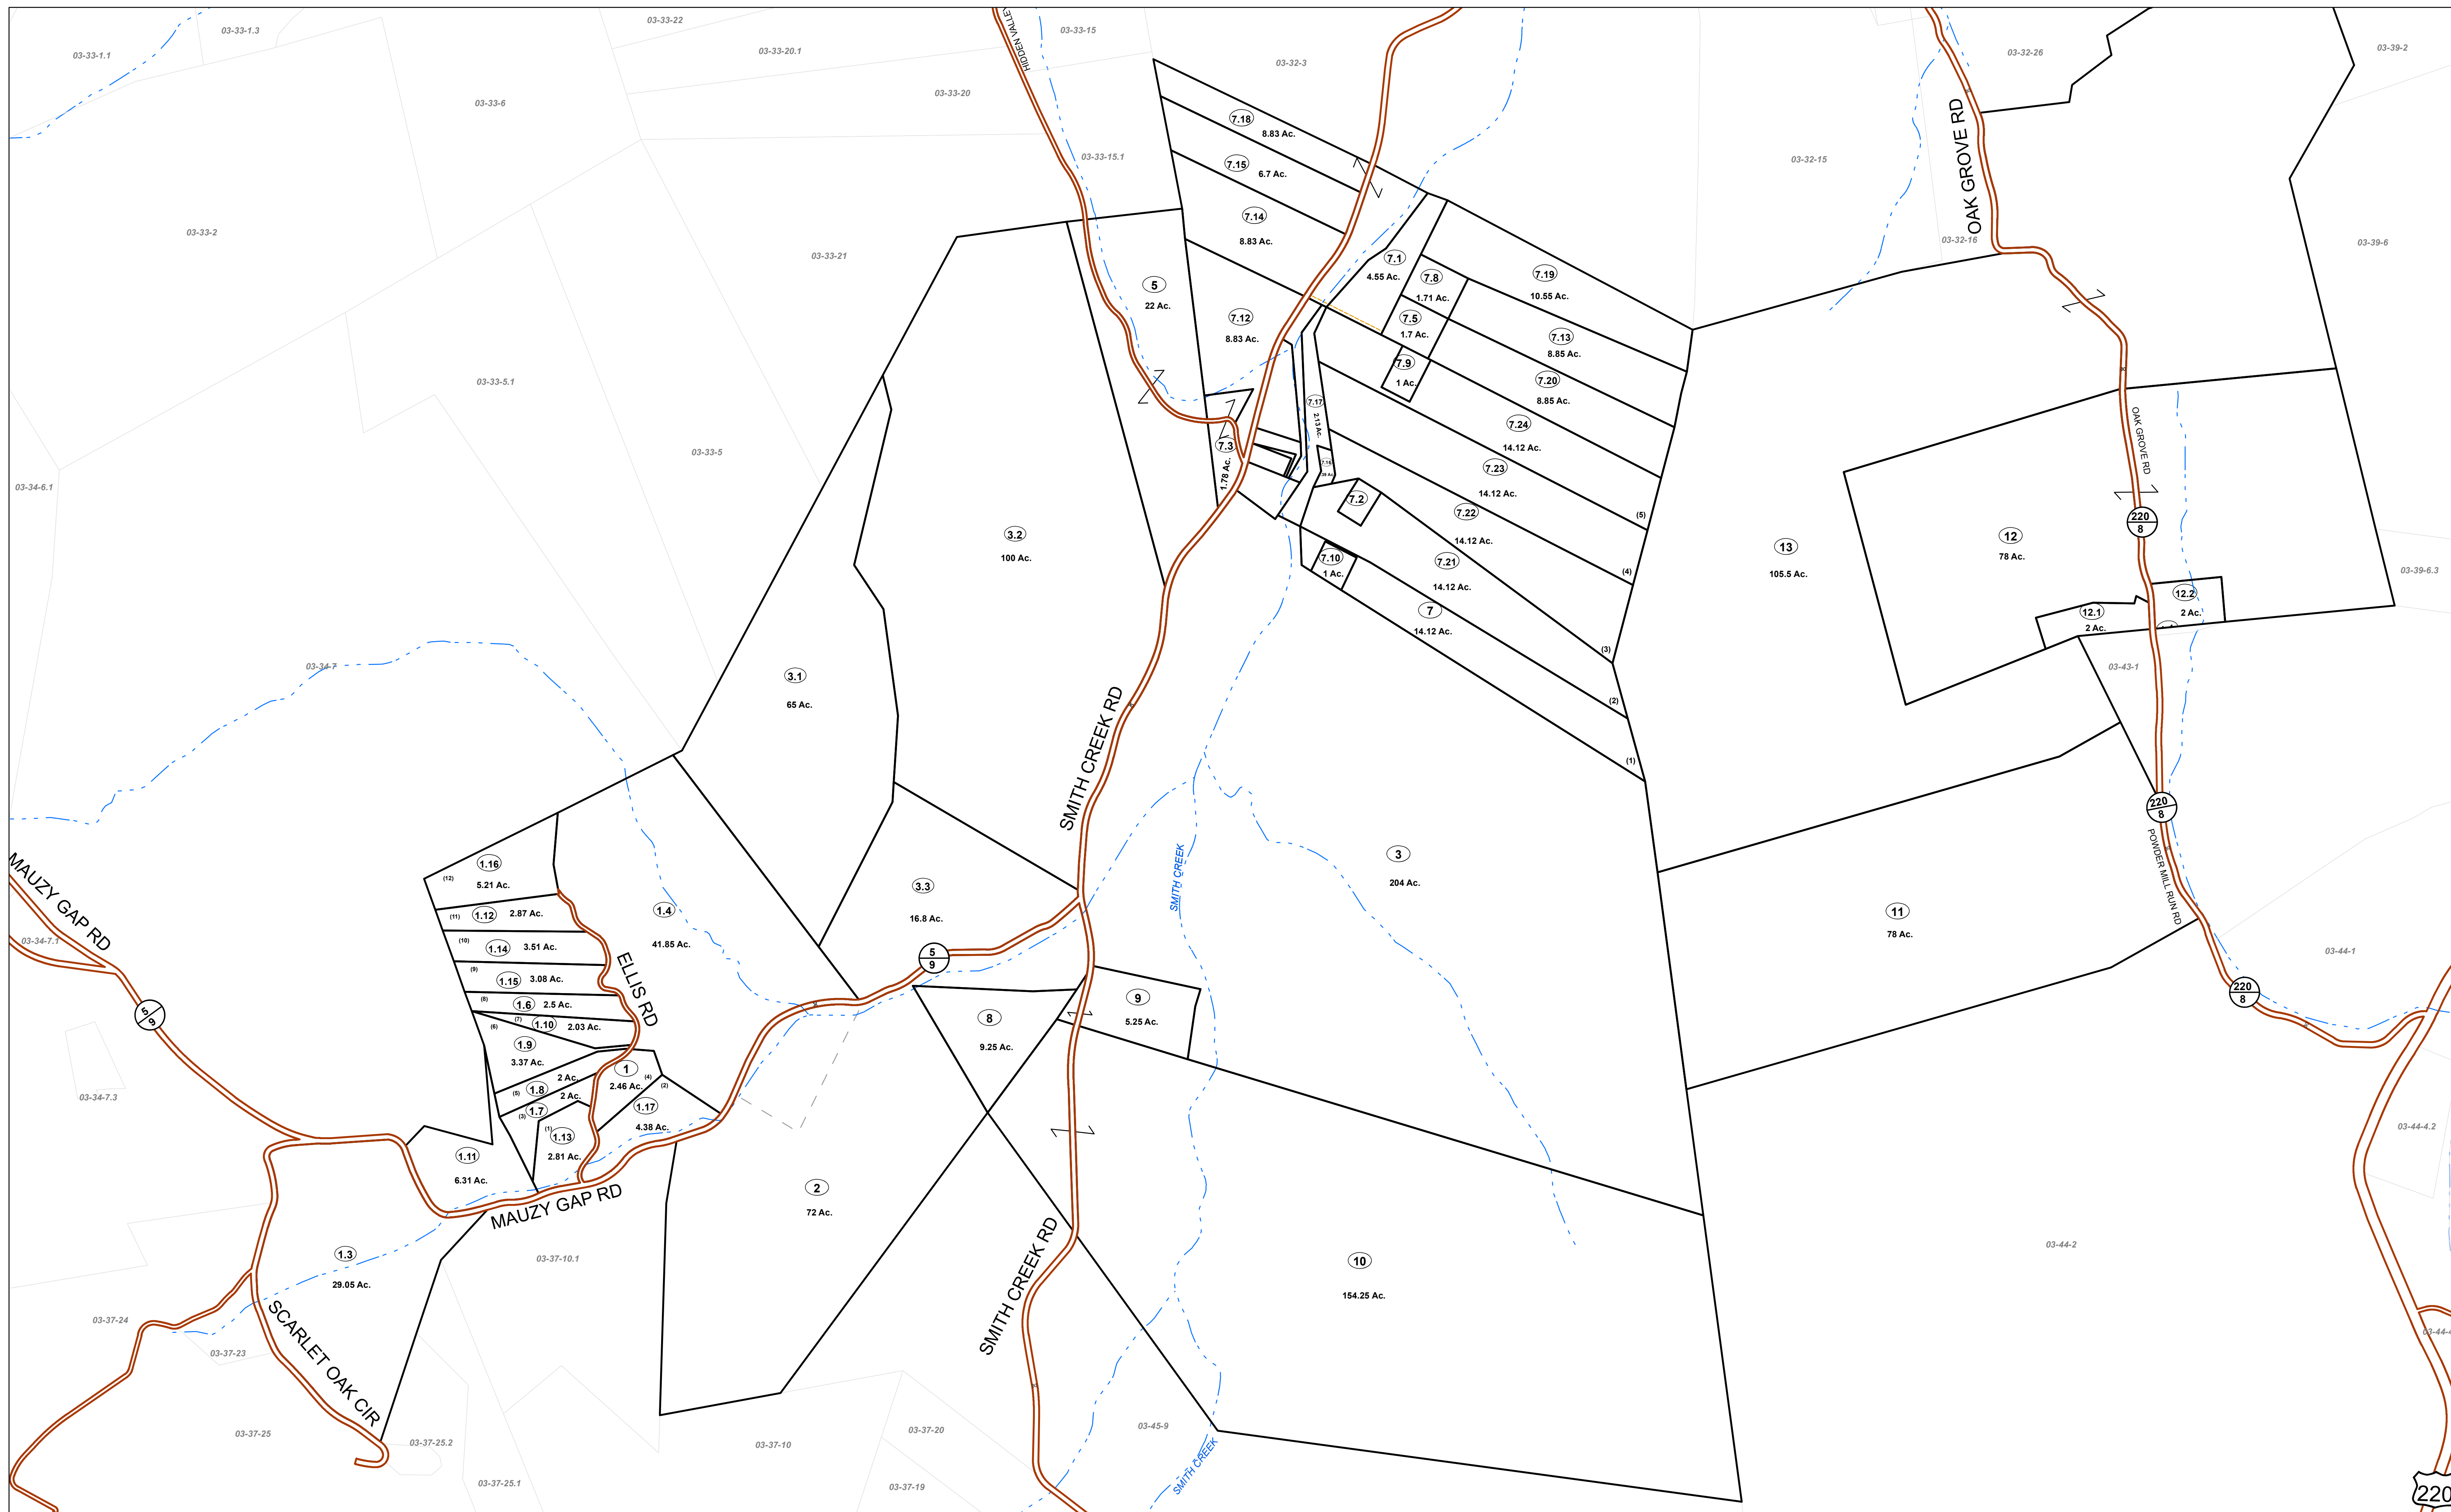 03-33-22
03-33-15
03-33-1.3
03-33-1.1
03-33-20.1
03-32-3
03-32-26
03-39-2
HIDDEN VALLEY
03-33-6
03-33-20
7.18
8.83 Ac.
03-33-15.1
7.15
6.7 Ac.
03-32-15
OAK GROVE RD
03-33-2
03-33-21
7.14
8.83 Ac.
03-32-16
03-39-6
7.1
4.55 Ac.
7.8
1.71 Ac.
7.19
10.55 Ac.
5
22 Ac.
7.12
8.83 Ac.
7.5
1.7 Ac.
7.13
8.85 Ac.
7.9
1 Ac.
7.20
8.85 Ac.
03-33-5.1
7.17
2.13 Ac.
7.24
14.12 Ac.
OAK GROVE RD
03-33-5
7.3
1.78 Ac.
7.23
14.12 Ac.
03-34-6.1
7.2
7.22
14.12 Ac.
(5)
220
8
3.2
100 Ac.
13
105.5 Ac.
12
78 Ac.
7.10
1 Ac.
7.21
14.12 Ac.
(4)
03-39-6.3
7
14.12 Ac.
12.1
2 Ac.
12.2
2 Ac.
03-34-7
3.1
65 Ac.
(3)
03-43-1
(2)
SMITH CREEK RD
(1)
220
8
POWDER MILL RUN RD
1.16
5.21 Ac.
(12)
SMITH CREEK
3
204 Ac.
MAUZY GAP RD
3.3
16.8 Ac.
(11)
1.12
2.87 Ac.
1.4
41.85 Ac.
11
78 Ac.
03-34-7.1
(10)
1.14
3.51 Ac.
03-44-1
5
9
(9)
1.15
3.08 Ac.
ELLIS RD
220
8
(8)
1.6
2.5 Ac.
9
5.25 Ac.
5
9
(7)
1.10
2.03 Ac.
(6)
1.9
3.37 Ac.
8
9.25 Ac.
1
2.46 Ac.
(4)
(2)
2 Ac.
(5)
1.8
2 Ac.
03-34-7.3
(3)
1.7
1.17
4.38 Ac.
(1)
1.13
2.81 Ac.
03-44-4.2
1.11
6.31 Ac.
MAUZY GAP RD
2
72 Ac.
SMITH CREEK RD
1.3
29.05 Ac.
03-37-10.1
10
154.25 Ac.
03-44-2
03-37-24
SCARLET OAK CIR
03-37-23
03-37-25
03-37-25.2
03-37-10
03-37-20
03-45-9
SMITH CREEK
03-37-25.1
03-37-19
220